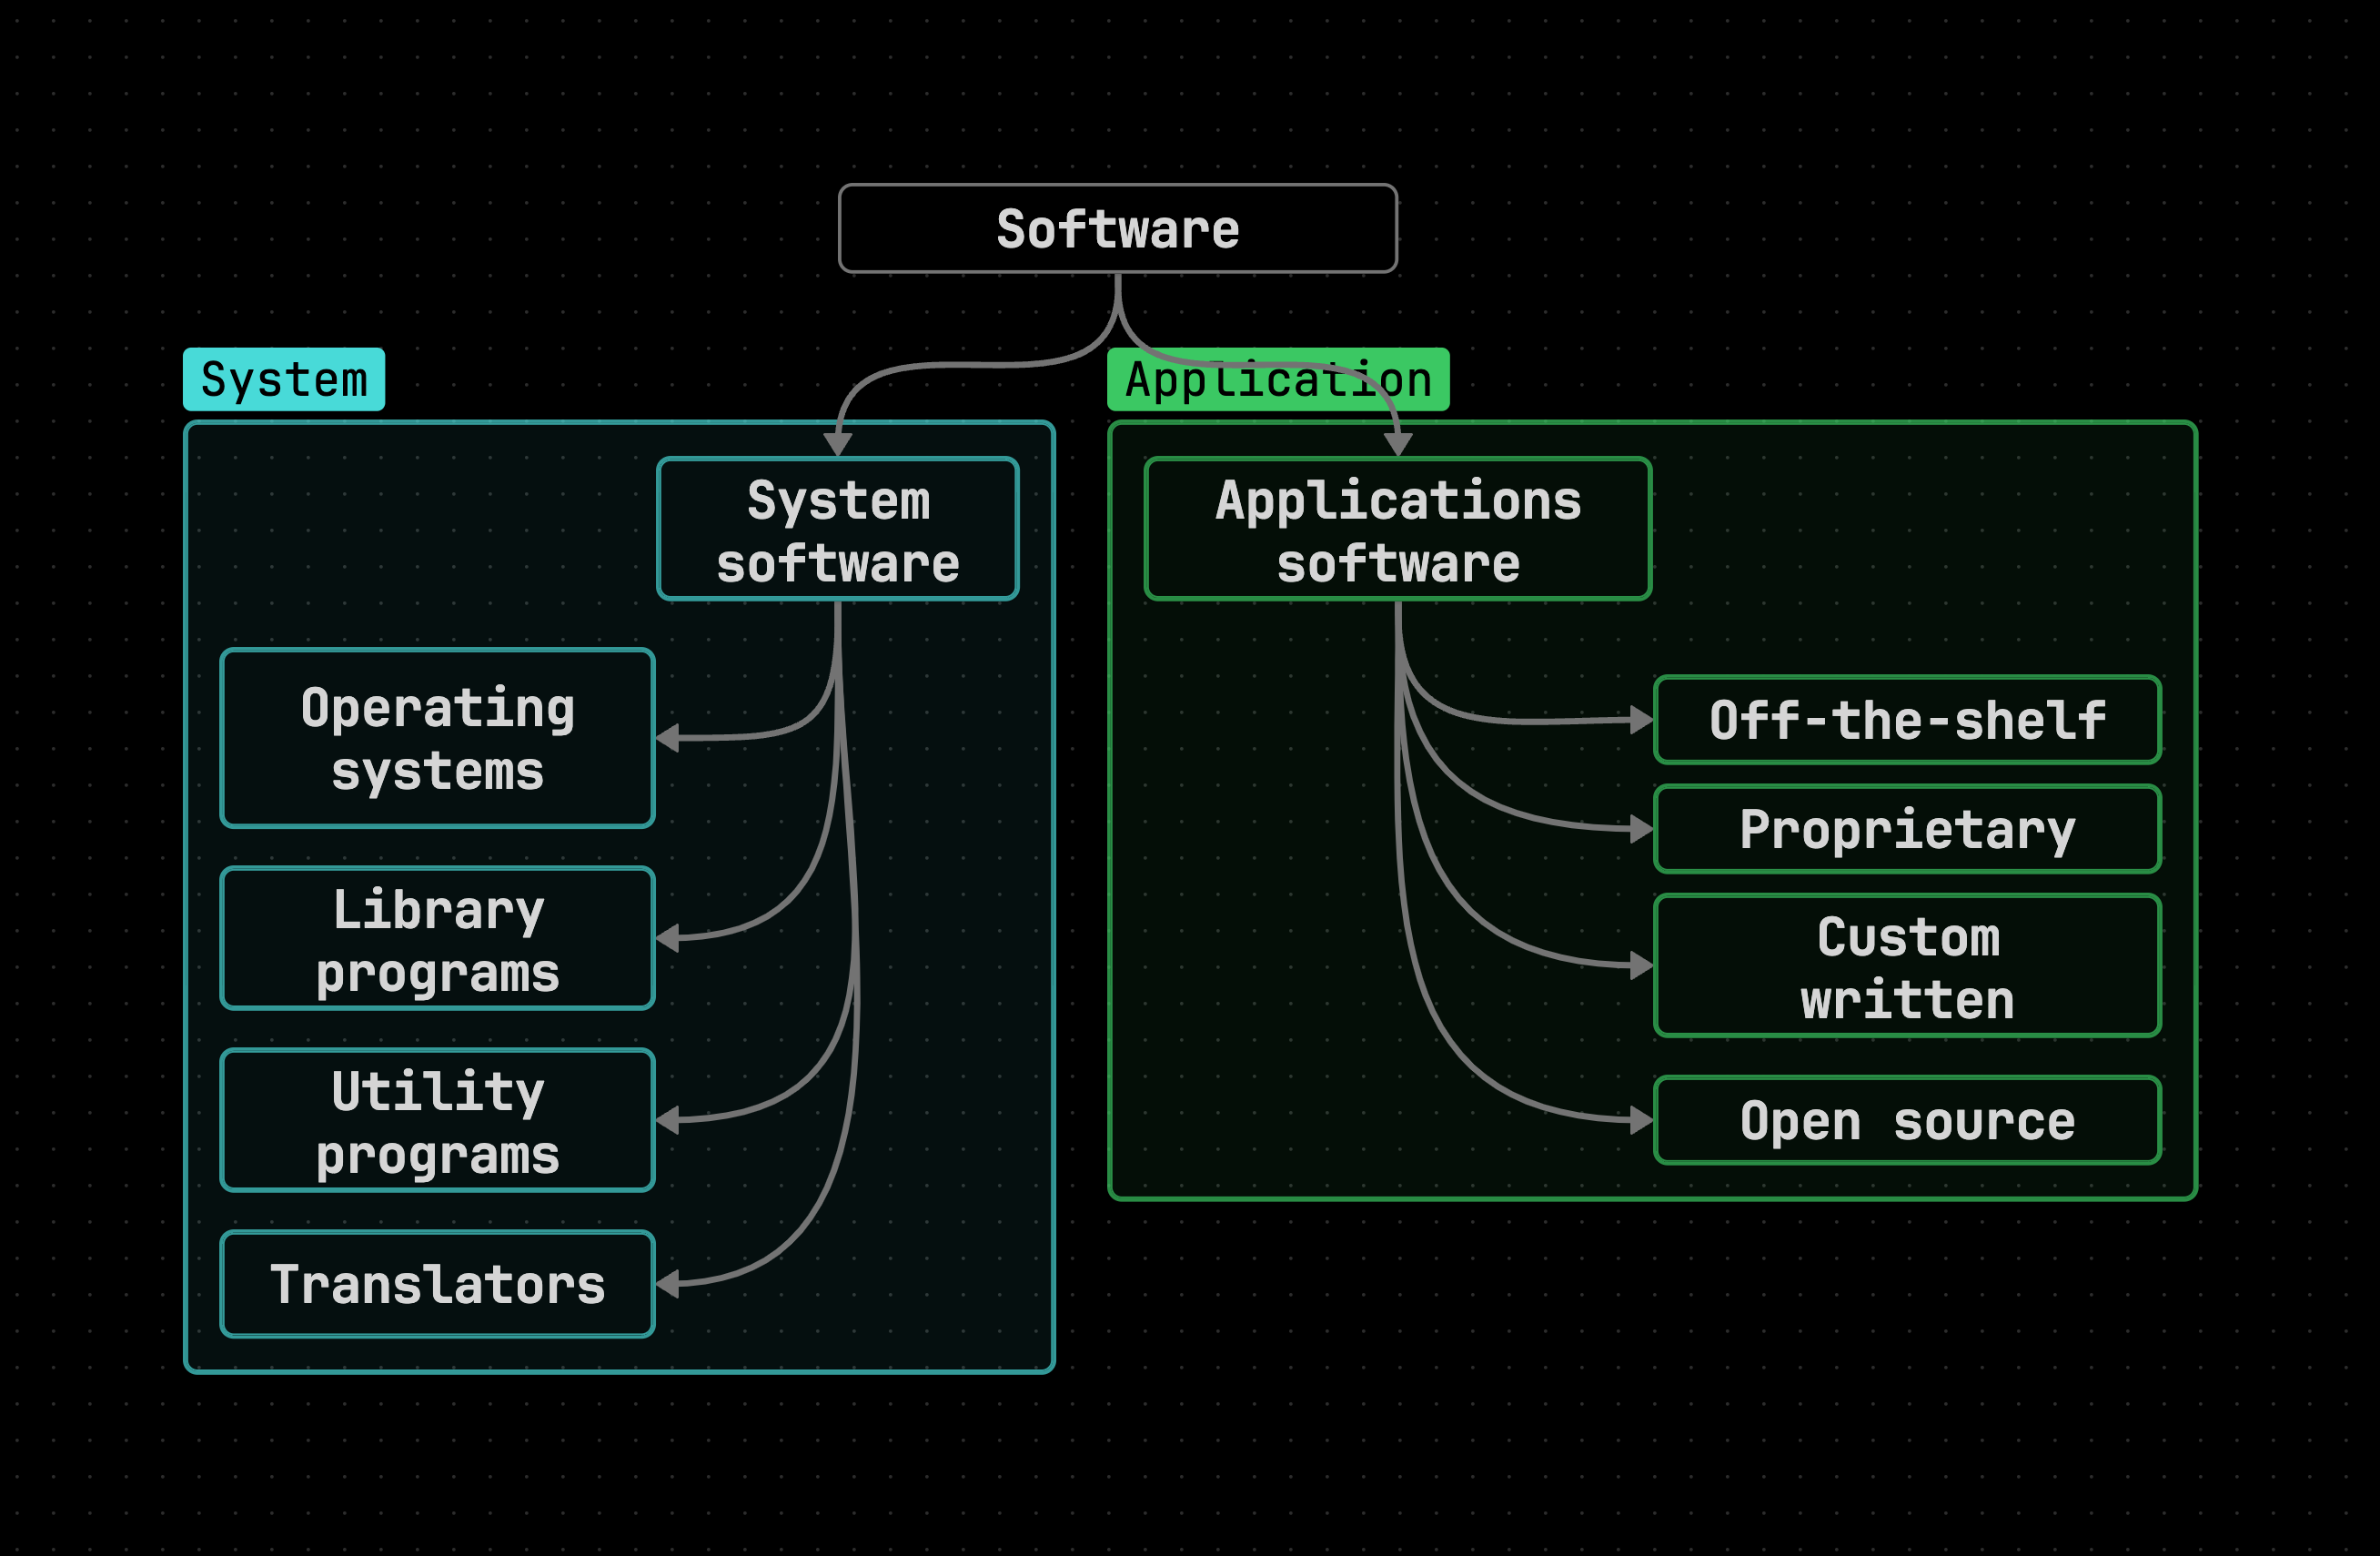 Software
System
Application
System
software
Applications
software
Operating
systems
Library
programs
Utility
programs
Translators
Off-the-shelf
Proprietary
Custom
written
Open source